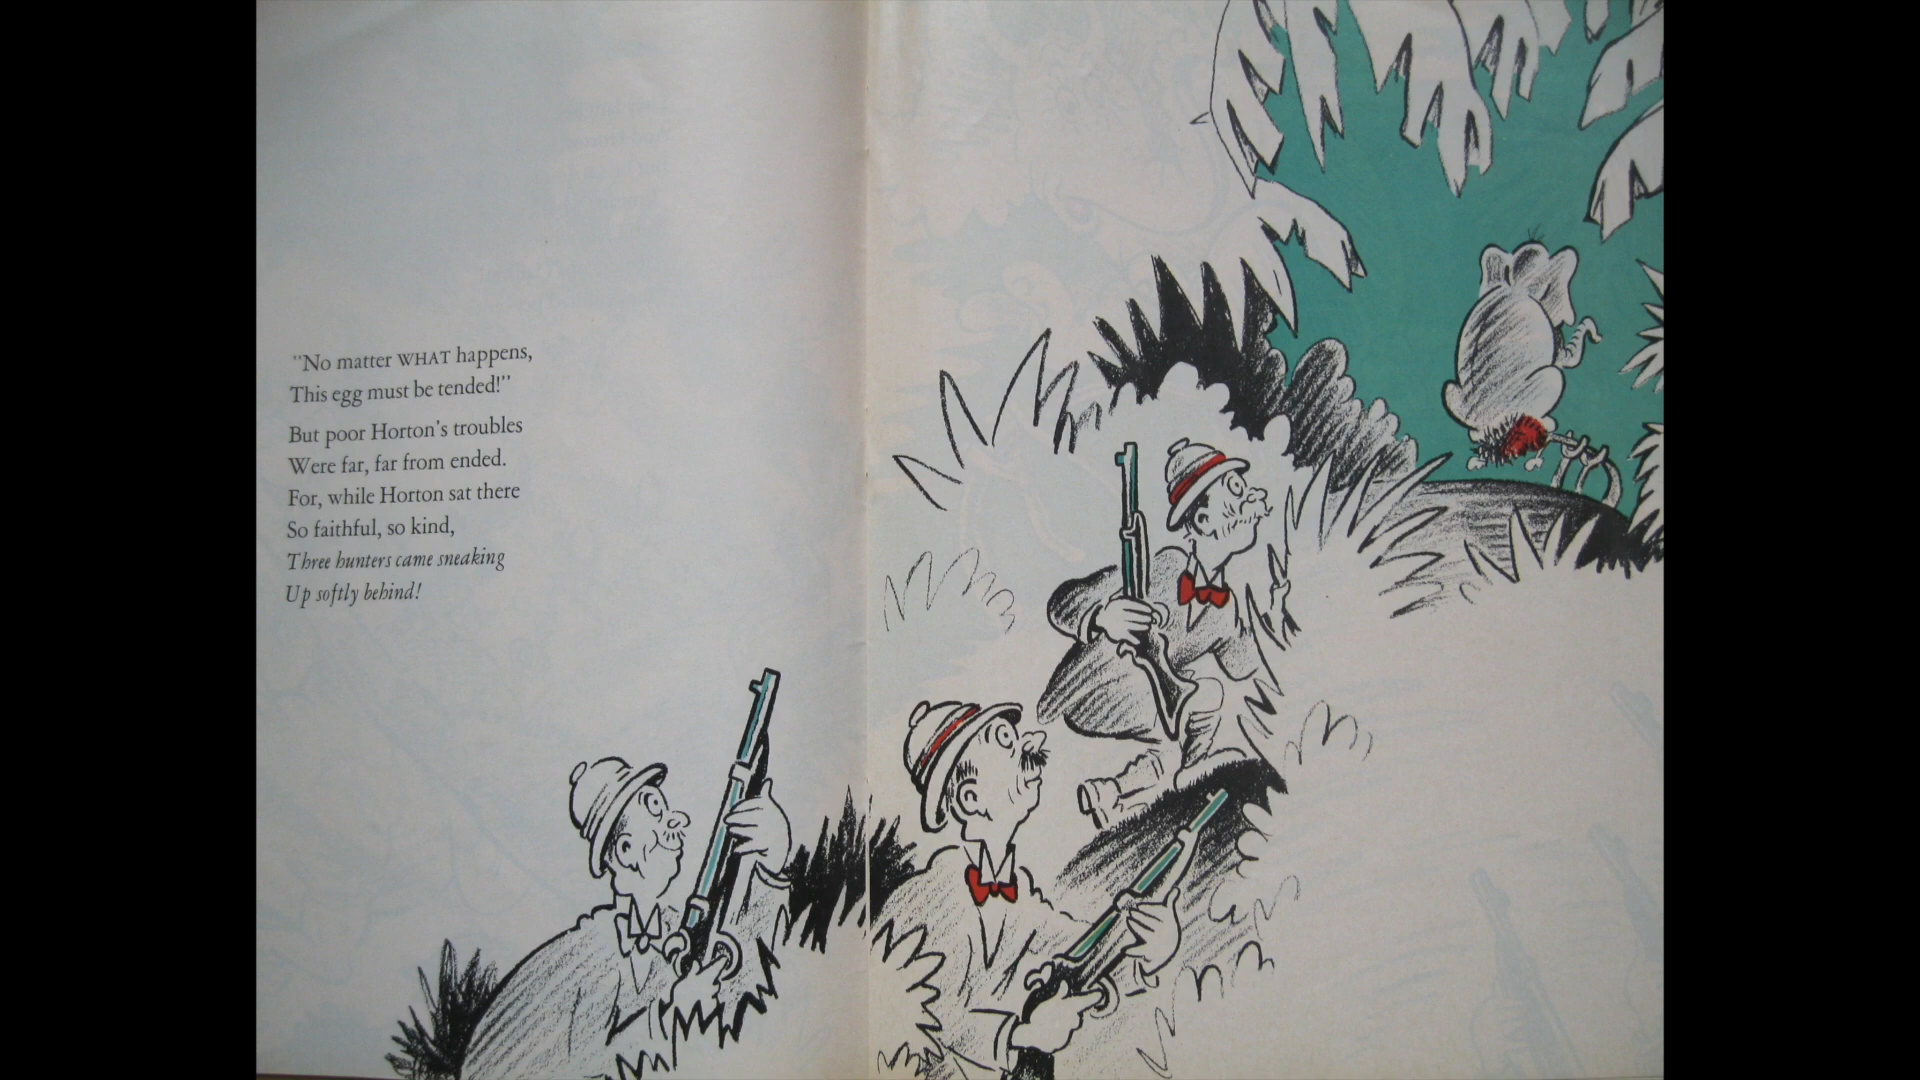 "No matter WHAT happens,
This egg must be tended!"
But poor Horton's troubles
Were far, far from ended.
For, while Horton sat there
So faithful, so kind,
Three hunters came sneaking
Up softly behind!